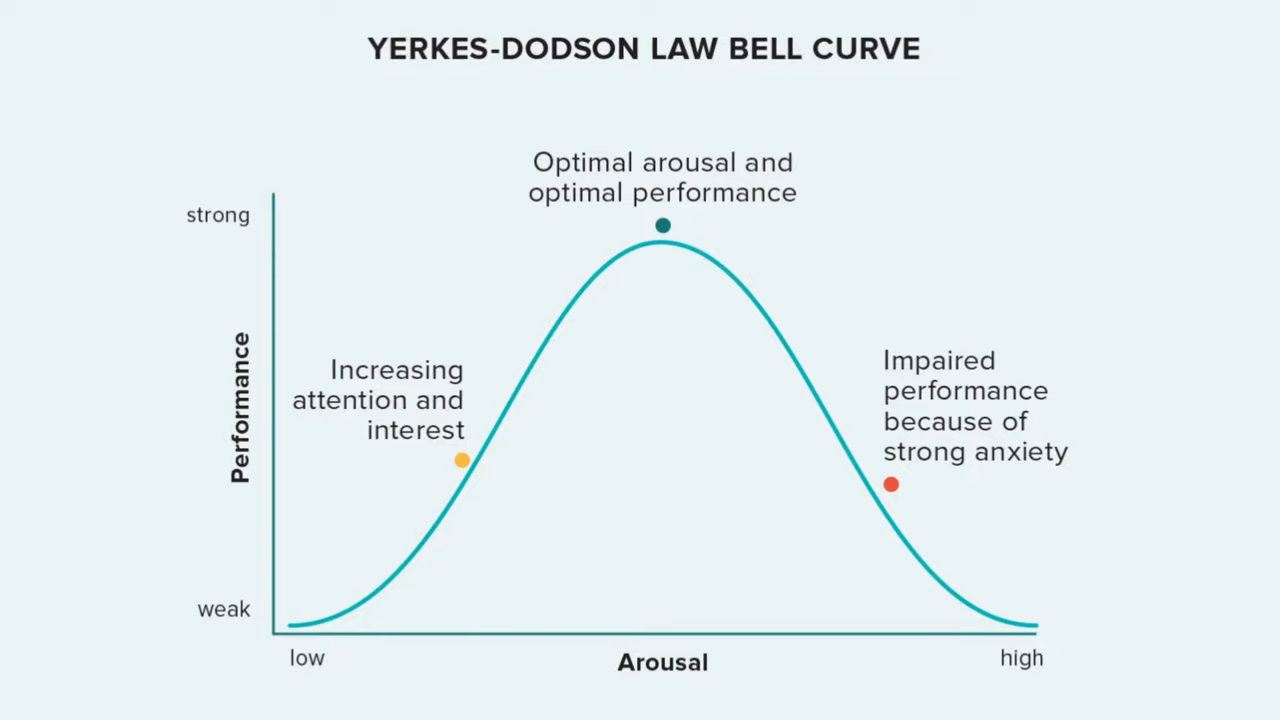 YERKES-DODSON LAW BELL CURVE
Optimal arousal and
optimal performance
strong
Performance
Increasing
attention and
interest
Impaired
performance
because of
strong anxiety
weak
low
Arousal
high